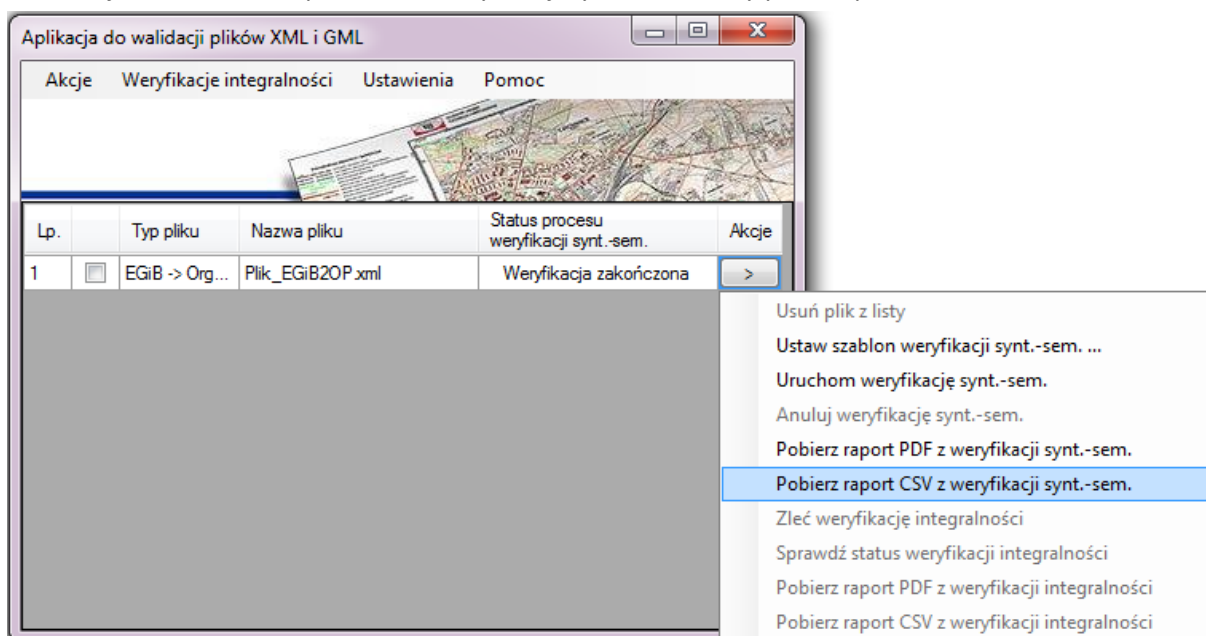 Aplikacja do walidacji plików XML i GML
Akcje Weryfikacje integralności Ustawienia Pomoc
Lp. Typ pliku Nazwa pliku Status procesu weryfikacji synt.-sem. Akcje
1 EGiB -> Org... Plik_EGiB2OP.xml Weryfikacja zakończona >
Usuń plik z listy
Ustaw szablon weryfikacji synt.-sem. ...
Uruchom weryfikację synt.-sem.
Anuluj weryfikację synt.-sem.
Pobierz raport PDF z weryfikacji synt.-sem.
Pobierz raport CSV z weryfikacji synt.-sem.
Zleć weryfikację integralności
Sprawdź status weryfikacji integralności
Pobierz raport PDF z weryfikacji integralności
Pobierz raport CSV z weryfikacji integralności